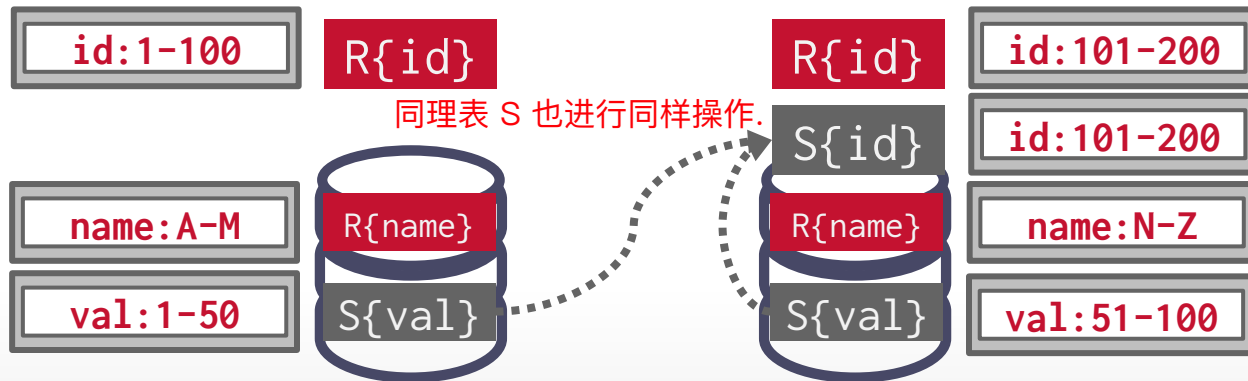 id:1-100
R{id}
R{id}
id:101-200
同理表 S 也进行同样操作.
S{id}
id:101-200
name:A-M
R{name}
R{name}
name:N-Z
val:1-50
S{val}
S{val}
val:51-100